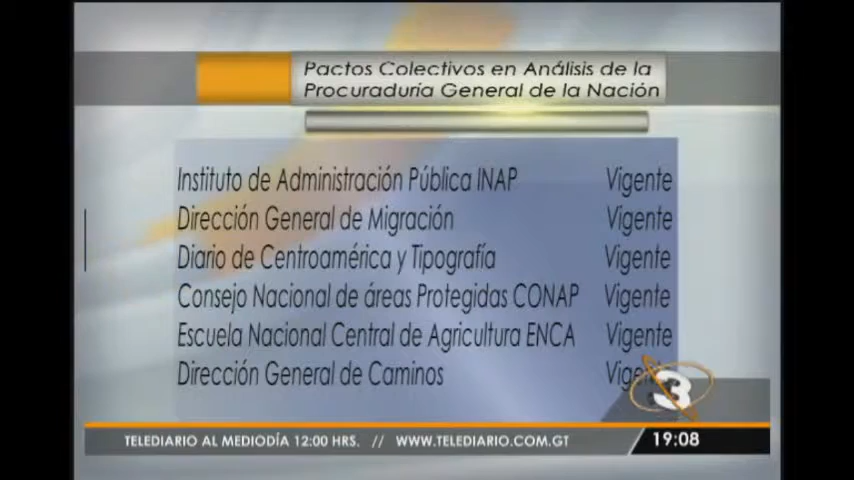 Pactos Colectivos en Análisis de la
Procuraduría General de la Nación
Instituto de Administración Pública INAP Vigente
Dirección General de Migración Vigente
Diario de Centroamérica y Tipografía Vigente
Consejo Nacional de áreas Protegidas CONAP Vigente
Escuela Nacional Central de Agricultura ENCA Vigente
Dirección General de Caminos
3
TELEDIARIO AL MEDIODÍA 12:00 HRS. // WWW.TELEDIARIO.COM.GT 19:08